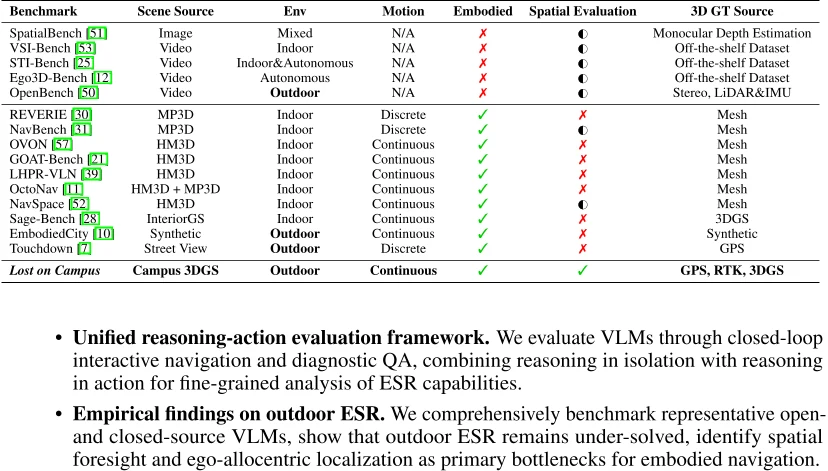 Benchmark Scene Source Env Motion Embodied Spatial Evaluation 3D GT Source
SpatialBench [51] Image Mixed N/A ✗ ◐ Monocular Depth Estimation
VSI-Bench [53] Video Indoor N/A ✗ ◐ Off-the-shelf Dataset
STI-Bench [25] Video Indoor&Autonomous N/A ✗ ◐ Off-the-shelf Dataset
Ego3D-Bench [12] Video Autonomous N/A ✗ ◐ Off-the-shelf Dataset
OpenBench [50] Video Outdoor N/A ✗ ◐ Stereo, LiDAR&IMU
REVERIE [30] MP3D Indoor Discrete ✓ ✗ Mesh
NavBench [31] MP3D Indoor Discrete ✓ ◐ Mesh
OVON [57] HM3D Indoor Continuous ✓ ✗ Mesh
GOAT-Bench [21] HM3D Indoor Continuous ✓ ✗ Mesh
LHPR-VLN [39] HM3D Indoor Continuous ✓ ✗ Mesh
OctoNav [11] HM3D + MP3D Indoor Continuous ✓ ✗ Mesh
NavSpace [52] HM3D Indoor Continuous ✓ ◐ Mesh
Sage-Bench [28] InteriorGS Indoor Continuous ✓ ✗ 3DGS
EmbodiedCity [10] Synthetic Outdoor Continuous ✓ ✗ Synthetic
Touchdown [7] Street View Outdoor Discrete ✓ ✗ GPS
Lost on Campus Campus 3DGS Outdoor Continuous ✓ ✓ GPS, RTK, 3DGS
• Unified reasoning-action evaluation framework. We evaluate VLMs through closed-loop
interactive navigation and diagnostic QA, combining reasoning in isolation with reasoning
in action for fine-grained analysis of ESR capabilities.
• Empirical findings on outdoor ESR. We comprehensively benchmark representative open-
and closed-source VLMs, show that outdoor ESR remains under-solved, identify spatial
foresight and ego-allocentric localization as primary bottlenecks for embodied navigation.